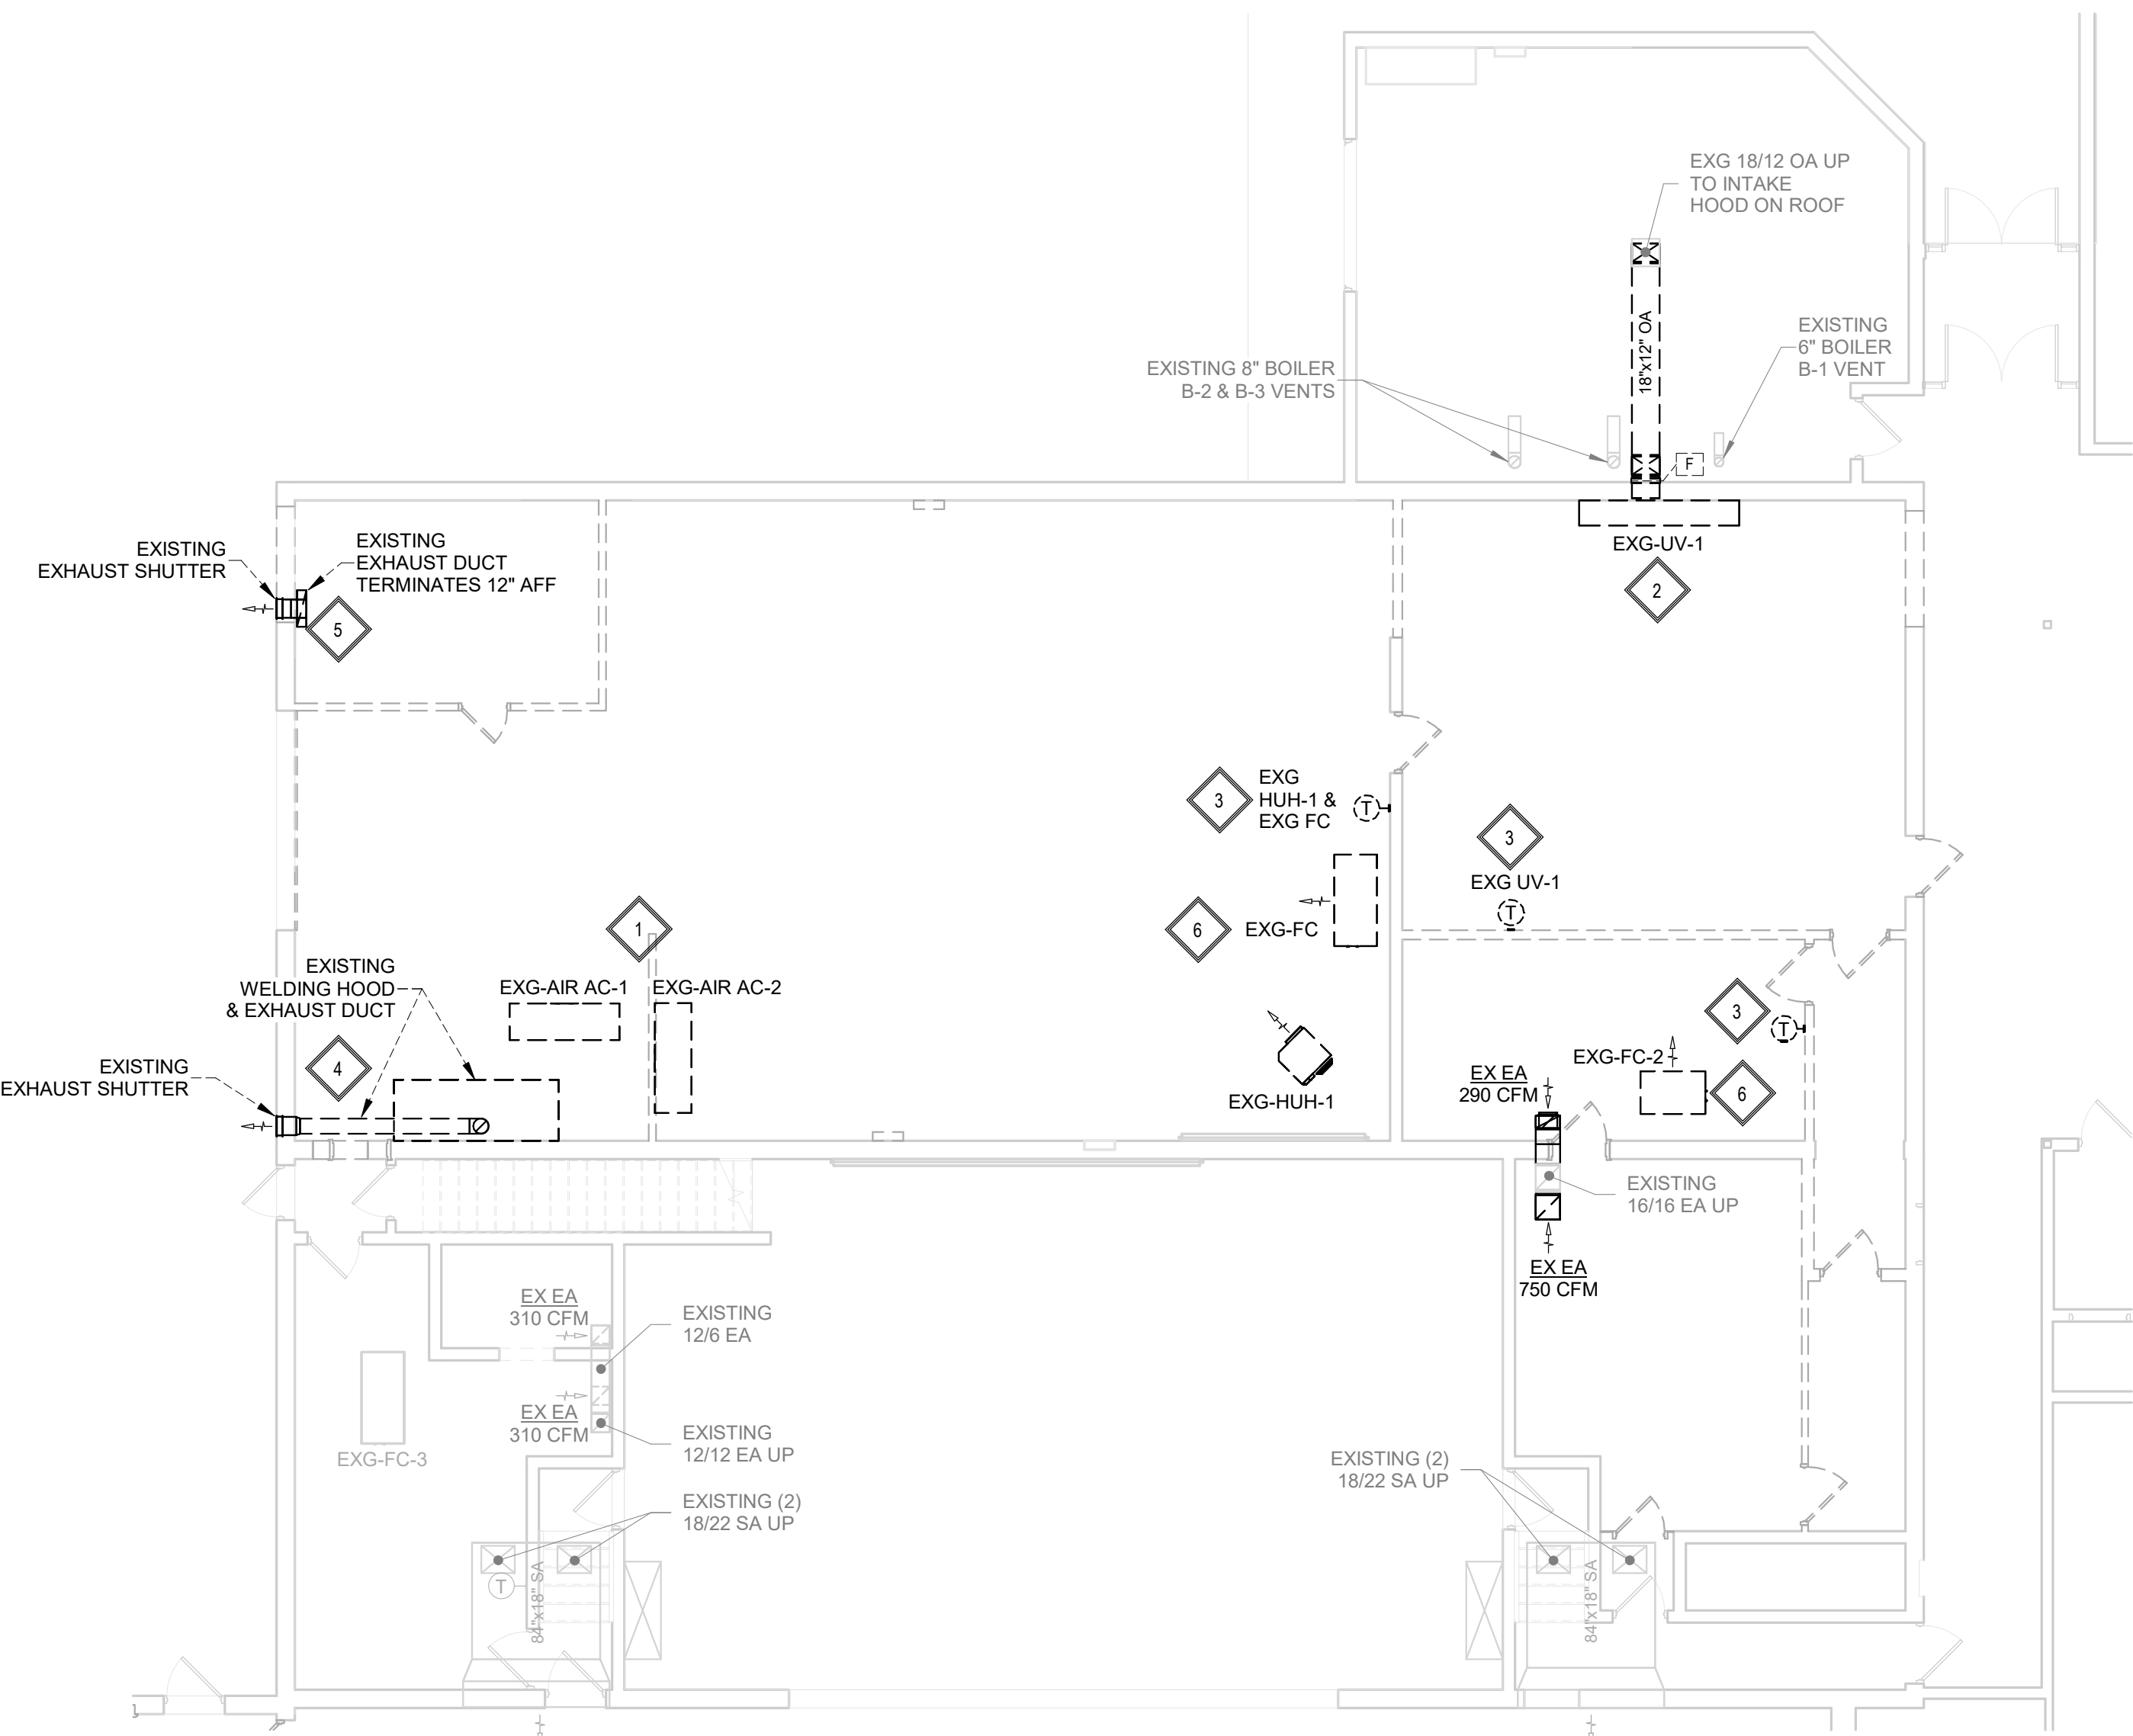 EXG 18/12 OA UP
TO INTAKE
HOOD ON ROOF
18"x12" OA
EXISTING
6" BOILER
B-1 VENT
EXISTING 8" BOILER
B-2 & B-3 VENTS
F
EXG-UV-1
2
EXISTING
EXHAUST SHUTTER
EXISTING
EXHAUST DUCT
TERMINATES 12" AFF
5
3
EXG
HUH-1 &
EXG FC
T
3
EXG UV-1
T
6
EXG-FC
1
EXISTING
WELDING HOOD
& EXHAUST DUCT
EXG-AIR AC-1
EXG-AIR AC-2
4
EXISTING
EXHAUST SHUTTER
EXG-HUH-1
3
T
EXG-FC-2
6
EX EA
290 CFM
EXISTING
16/16 EA UP
EX EA
750 CFM
EX EA
310 CFM
EXISTING
12/6 EA
EX EA
310 CFM
EXISTING
12/12 EA UP
EXG-FC-3
EXISTING (2)
18/22 SA UP
EXISTING (2)
18/22 SA UP
T
84"x18" SA
84"x18" SA